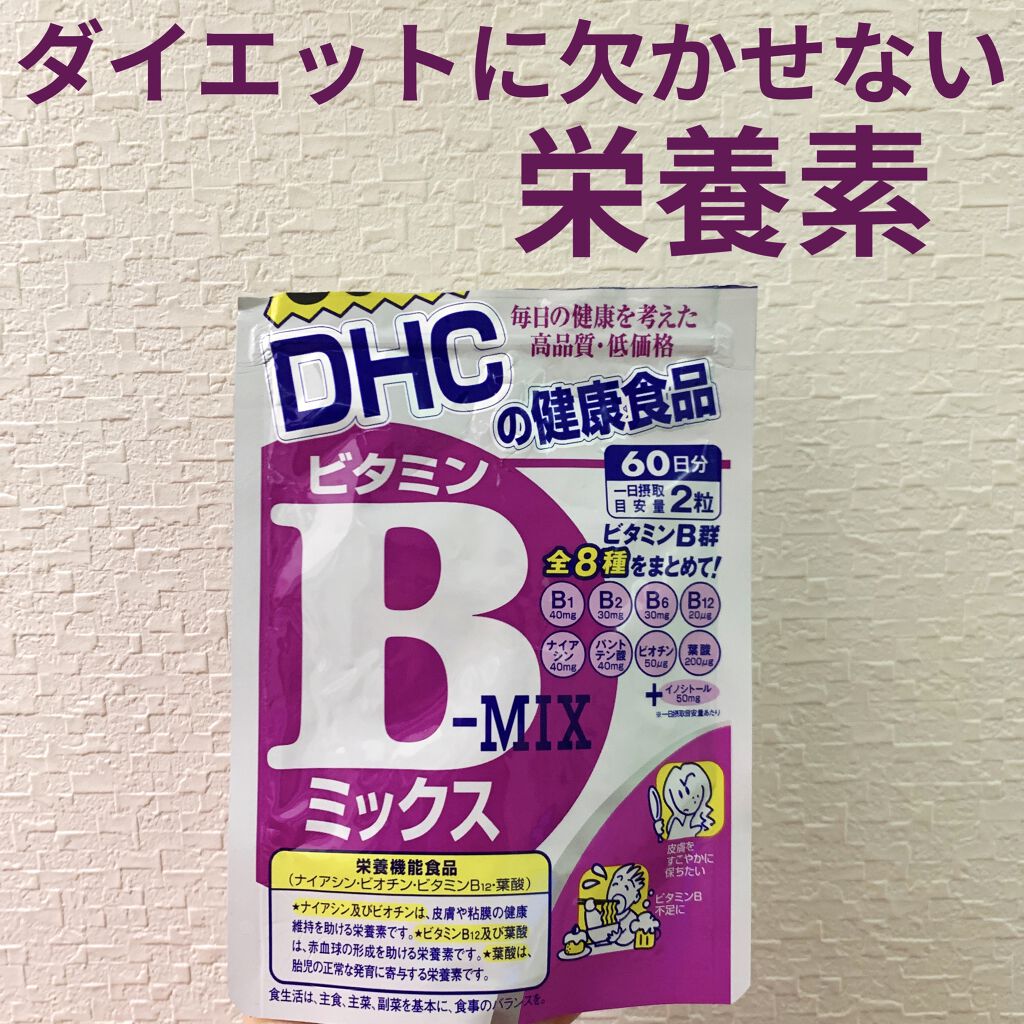 ダイエットに欠かせない
栄養素
毎日の健康を考えた
高品質・低価格
DHC
の健康食品
60日分
一日摂取
目安量 2粒
ビタミン
B
-MIX
ミックス
ビタミンB群
全8種をまとめて!
B1 40mg
B2 30mg
B6 30mg
B12 20μg
ナイアシン 40mg
パントテン酸 40mg
ビオチン 50μg
葉酸 200μg
+イノシトール 50mg
※一日摂取目安量あたり
皮膚を
すこやかに
保ちたい
ビタミンB
不足に
栄養機能食品
(ナイアシン・ビオチン・ビタミンB12・葉酸)
★ナイアシン及びビオチンは、皮膚や粘膜の健康
維持を助ける栄養素です。★ビタミンB12及び葉酸
は、赤血球の形成を助ける栄養素です。★葉酸は、
胎児の正常な発育に寄与する栄養素です。
食生活は、主食、主菜、副菜を基本に、食事のバランスを。